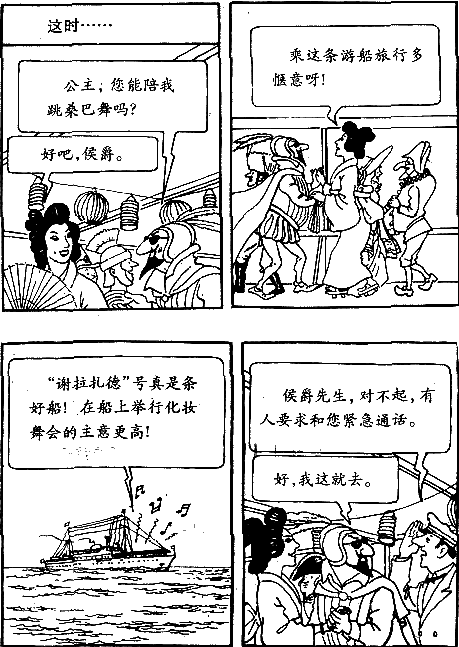 这时……
公主，您能陪我
跳桑巴舞吗？
好吧，侯爵。
乘这条游船旅行多
惬意呀！
“谢拉扎德”号真是条
好船！在船上举行化妆
舞会的主意更高！
侯爵先生，对不起，有
人要求和您紧急通话。
好，我这就去。